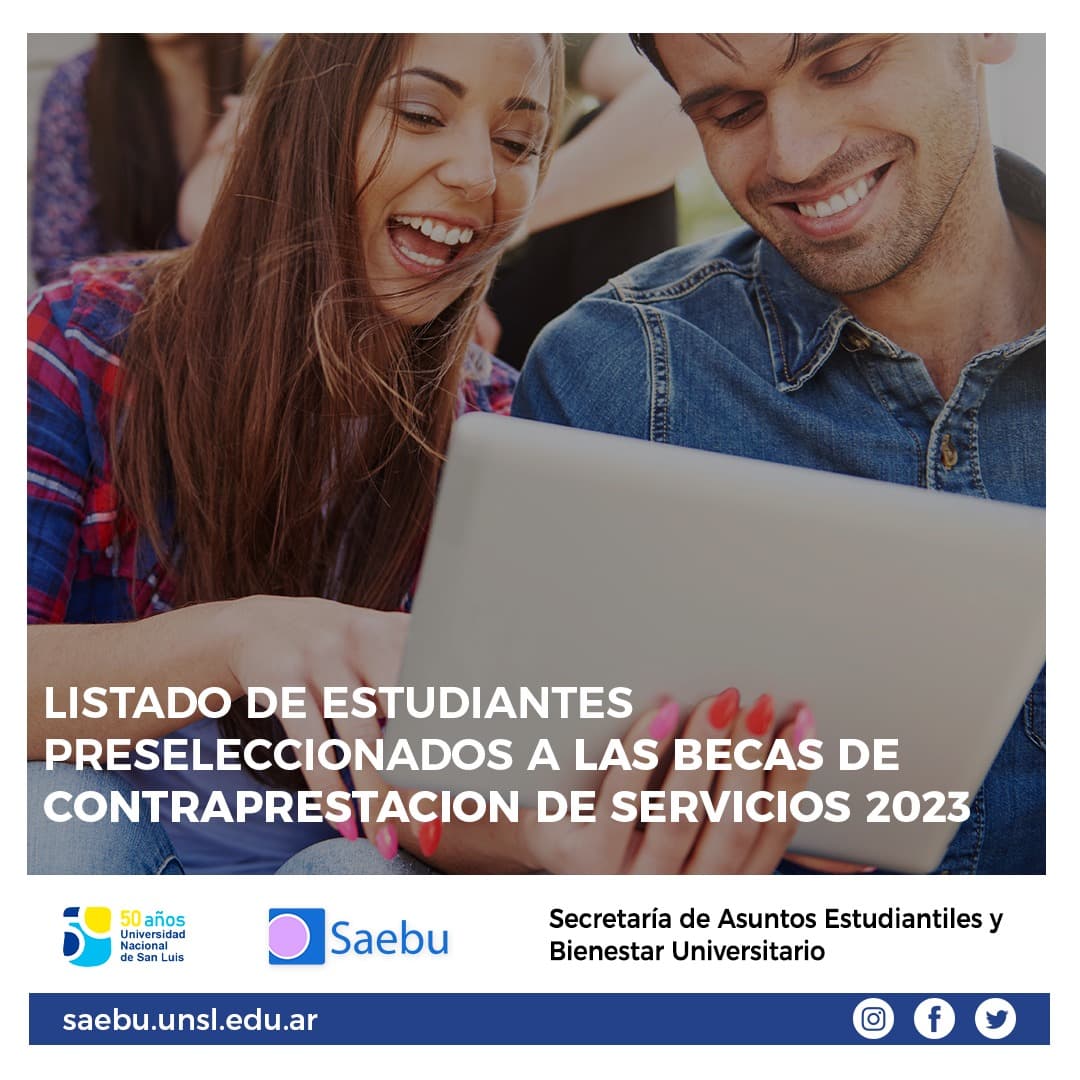 LISTADO DE ESTUDIANTES
PRESELECCIONADOS A LAS BECAS DE
CONTRAPRESTACION DE SERVICIOS 2023
50 años
Universidad
Nacional
de San Luis
Saebu
Secretaría de Asuntos Estudiantiles y
Bienestar Universitario
saebu.unsl.edu.ar